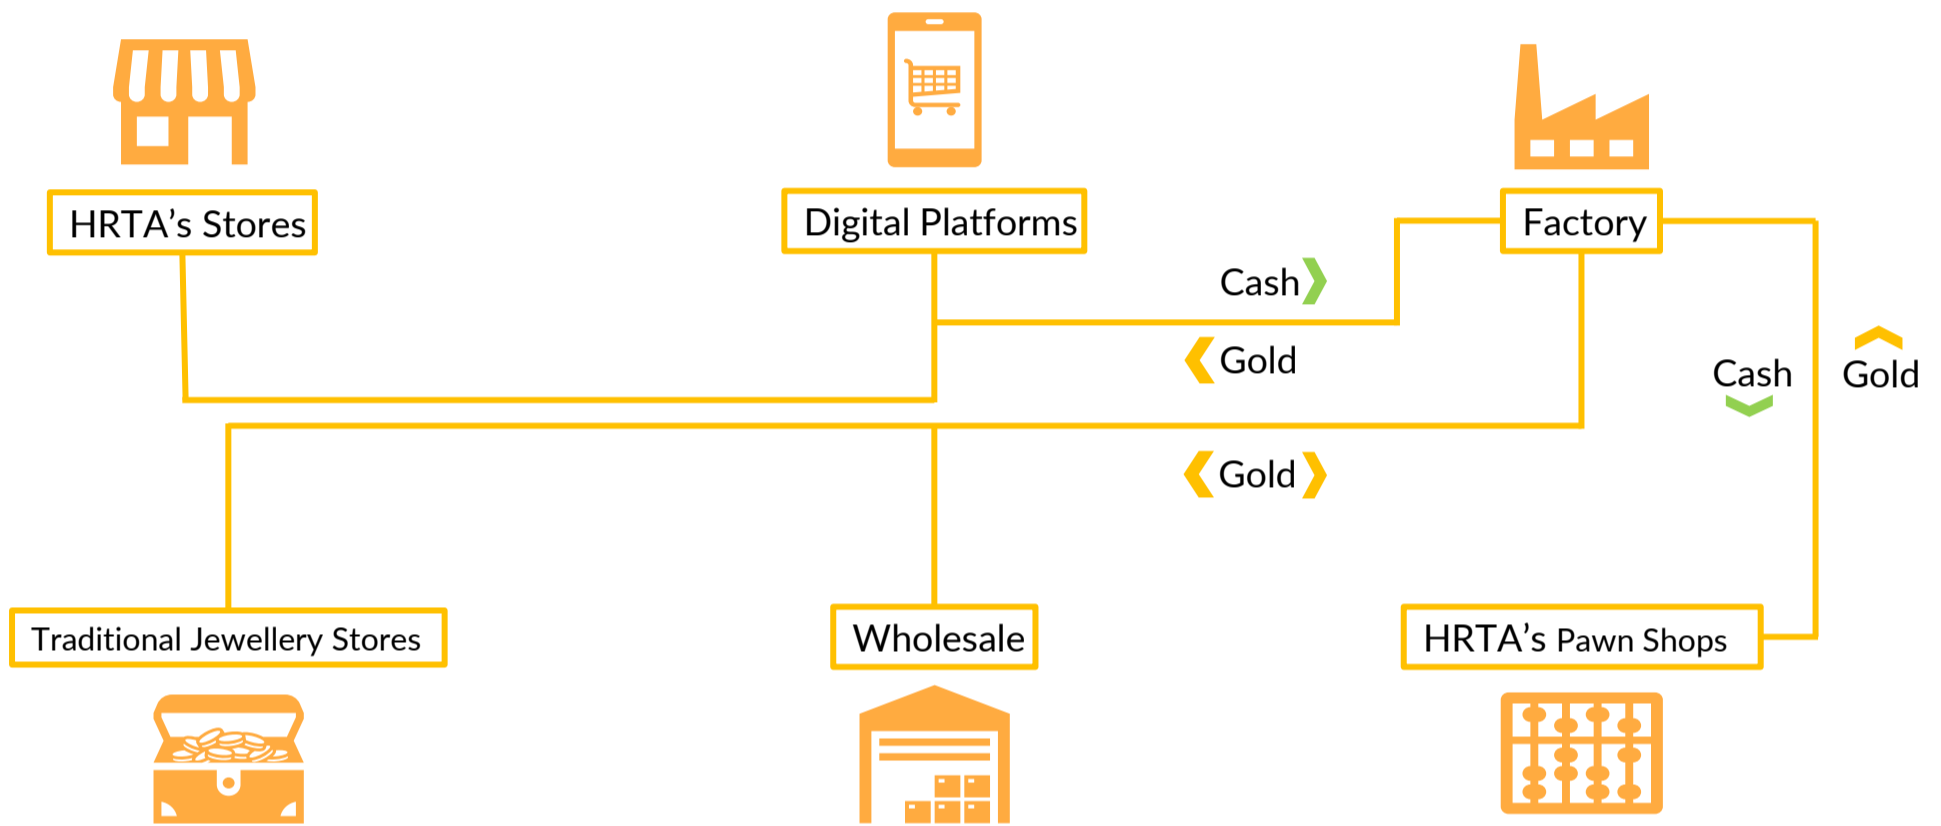 HRTA’s Stores
Digital Platforms
Factory
Cash
Gold
Cash
Gold
Gold
Traditional Jewellery Stores
Wholesale
HRTA’s Pawn Shops